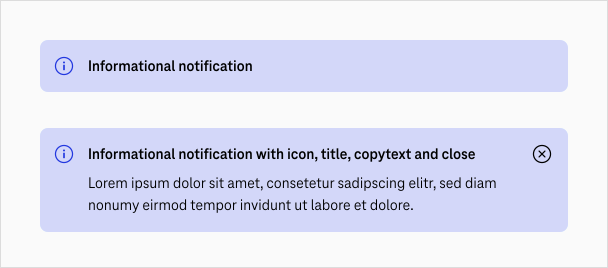 Informational notification
Informational notification with icon, title, copytext and close
Lorem ipsum dolor sit amet, consetetur sadipscing elitr, sed diam
nonumy eirmod tempor invidunt ut labore et dolore.